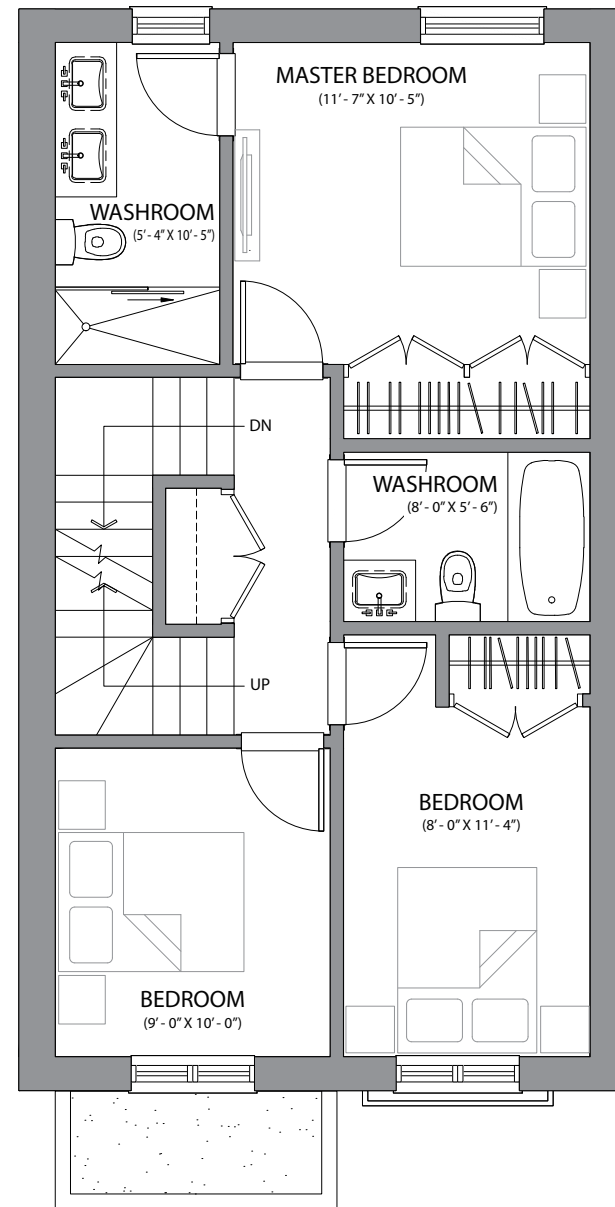 MASTER BEDROOM
(11' - 7" X 10' - 5")
WASHROOM
(5' - 4" X 10' - 5")
DN
WASHROOM
(8' - 0" X 5' - 6")
UP
BEDROOM
(8' - 0" X 11' - 4")
BEDROOM
(9' - 0" X 10' - 0")